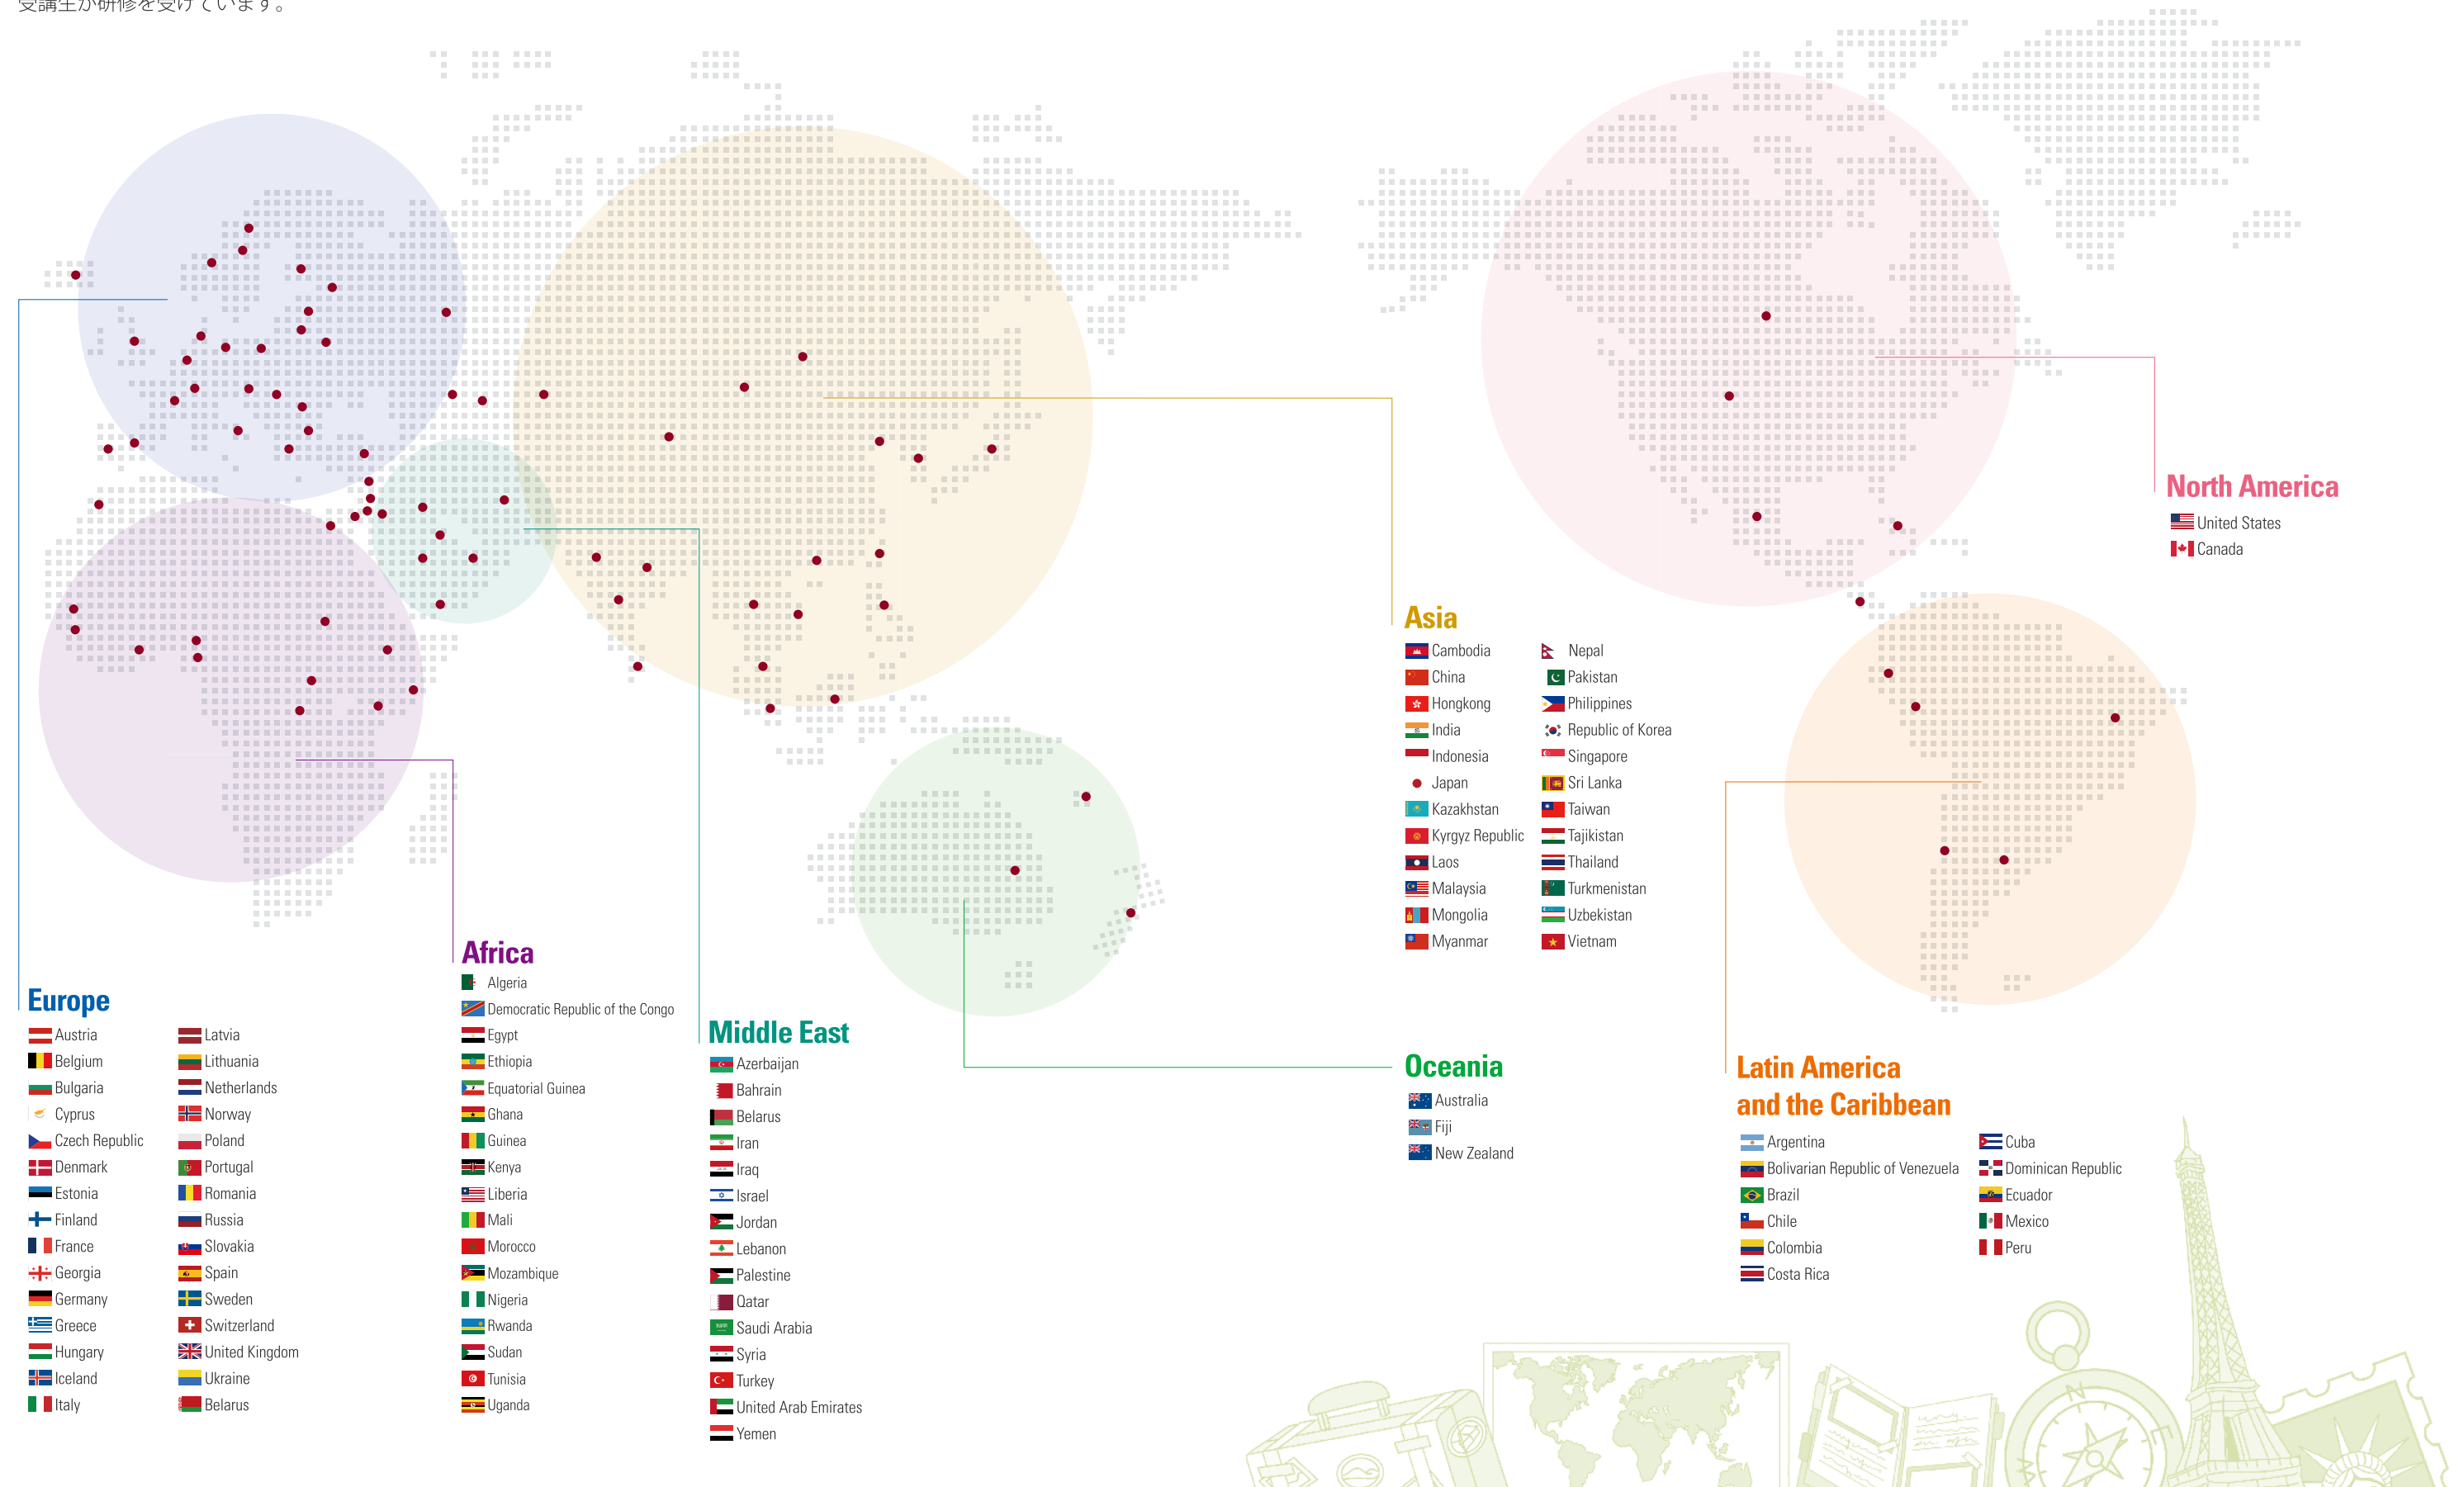 受講生が研修を受けています。
North America
United States
Canada
Asia
Cambodia
China
Hongkong
India
Indonesia
Japan
Kazakhstan
Kyrgyz Republic
Laos
Malaysia
Mongolia
Myanmar
Nepal
Pakistan
Philippines
Republic of Korea
Singapore
Sri Lanka
Taiwan
Tajikistan
Thailand
Turkmenistan
Uzbekistan
Vietnam
Africa
Algeria
Democratic Republic of the Congo
Egypt
Ethiopia
Equatorial Guinea
Ghana
Guinea
Kenya
Liberia
Mali
Morocco
Mozambique
Nigeria
Rwanda
Sudan
Tunisia
Uganda
Europe
Austria
Belgium
Bulgaria
Cyprus
Czech Republic
Denmark
Estonia
Finland
France
Georgia
Germany
Greece
Hungary
Iceland
Italy
Latvia
Lithuania
Netherlands
Norway
Poland
Portugal
Romania
Russia
Slovakia
Spain
Sweden
Switzerland
United Kingdom
Ukraine
Belarus
Middle East
Azerbaijan
Bahrain
Belarus
Iran
Iraq
Israel
Jordan
Lebanon
Palestine
Qatar
Saudi Arabia
Syria
Turkey
United Arab Emirates
Yemen
Oceania
Australia
Fiji
New Zealand
Latin America
and the Caribbean
Argentina
Bolivarian Republic of Venezuela
Brazil
Chile
Colombia
Costa Rica
Cuba
Dominican Republic
Ecuador
Mexico
Peru
N
E